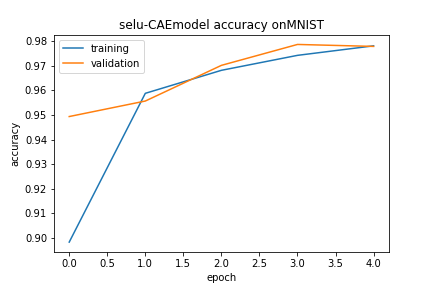 selu-CAEmodel accuracy onMNIST
training
validation
0.98
0.97
0.96
0.95
0.94
0.93
0.92
0.91
0.90
accuracy
0.0 0.5 1.0 1.5 2.0 2.5 3.0 3.5 4.0
epoch